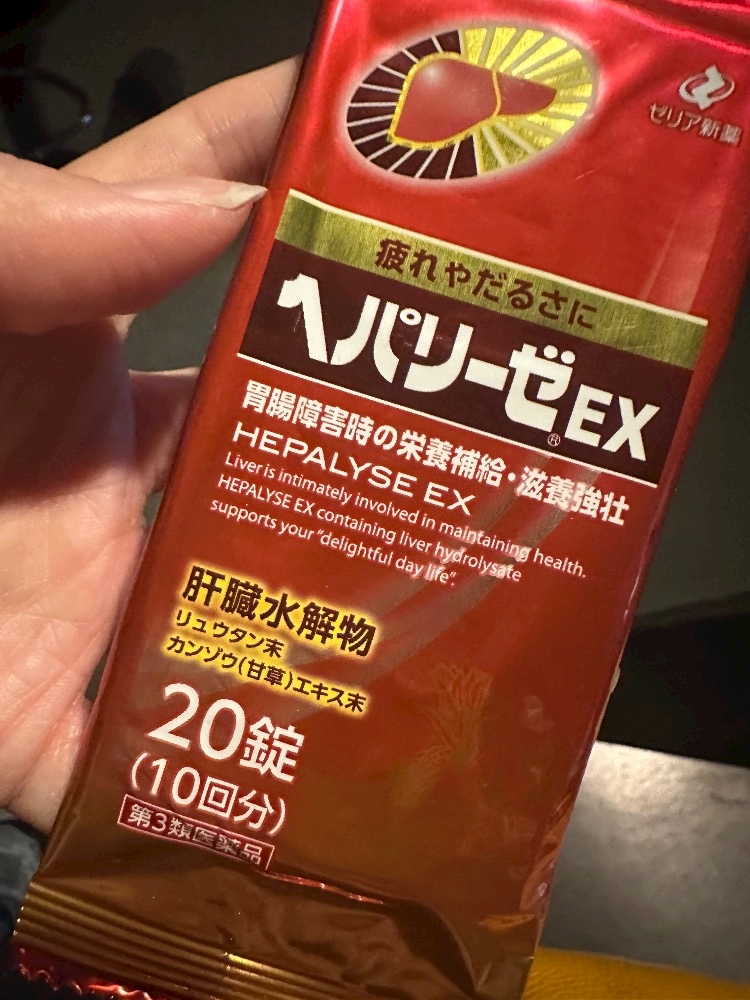 ゼリア新薬
疲れやだるさに
ヘパリーゼ®EX
胃腸障害時の栄養補給・滋養強壮
HEPALYSE EX
Liver is intimately involved in maintaining health.
HEPALYSE EX containing liver hydrolysate
supports your "delightful day life".
肝臓水解物
リュウタン末
カンゾウ(甘草)エキス末
20錠
(10回分)
第3類医薬品